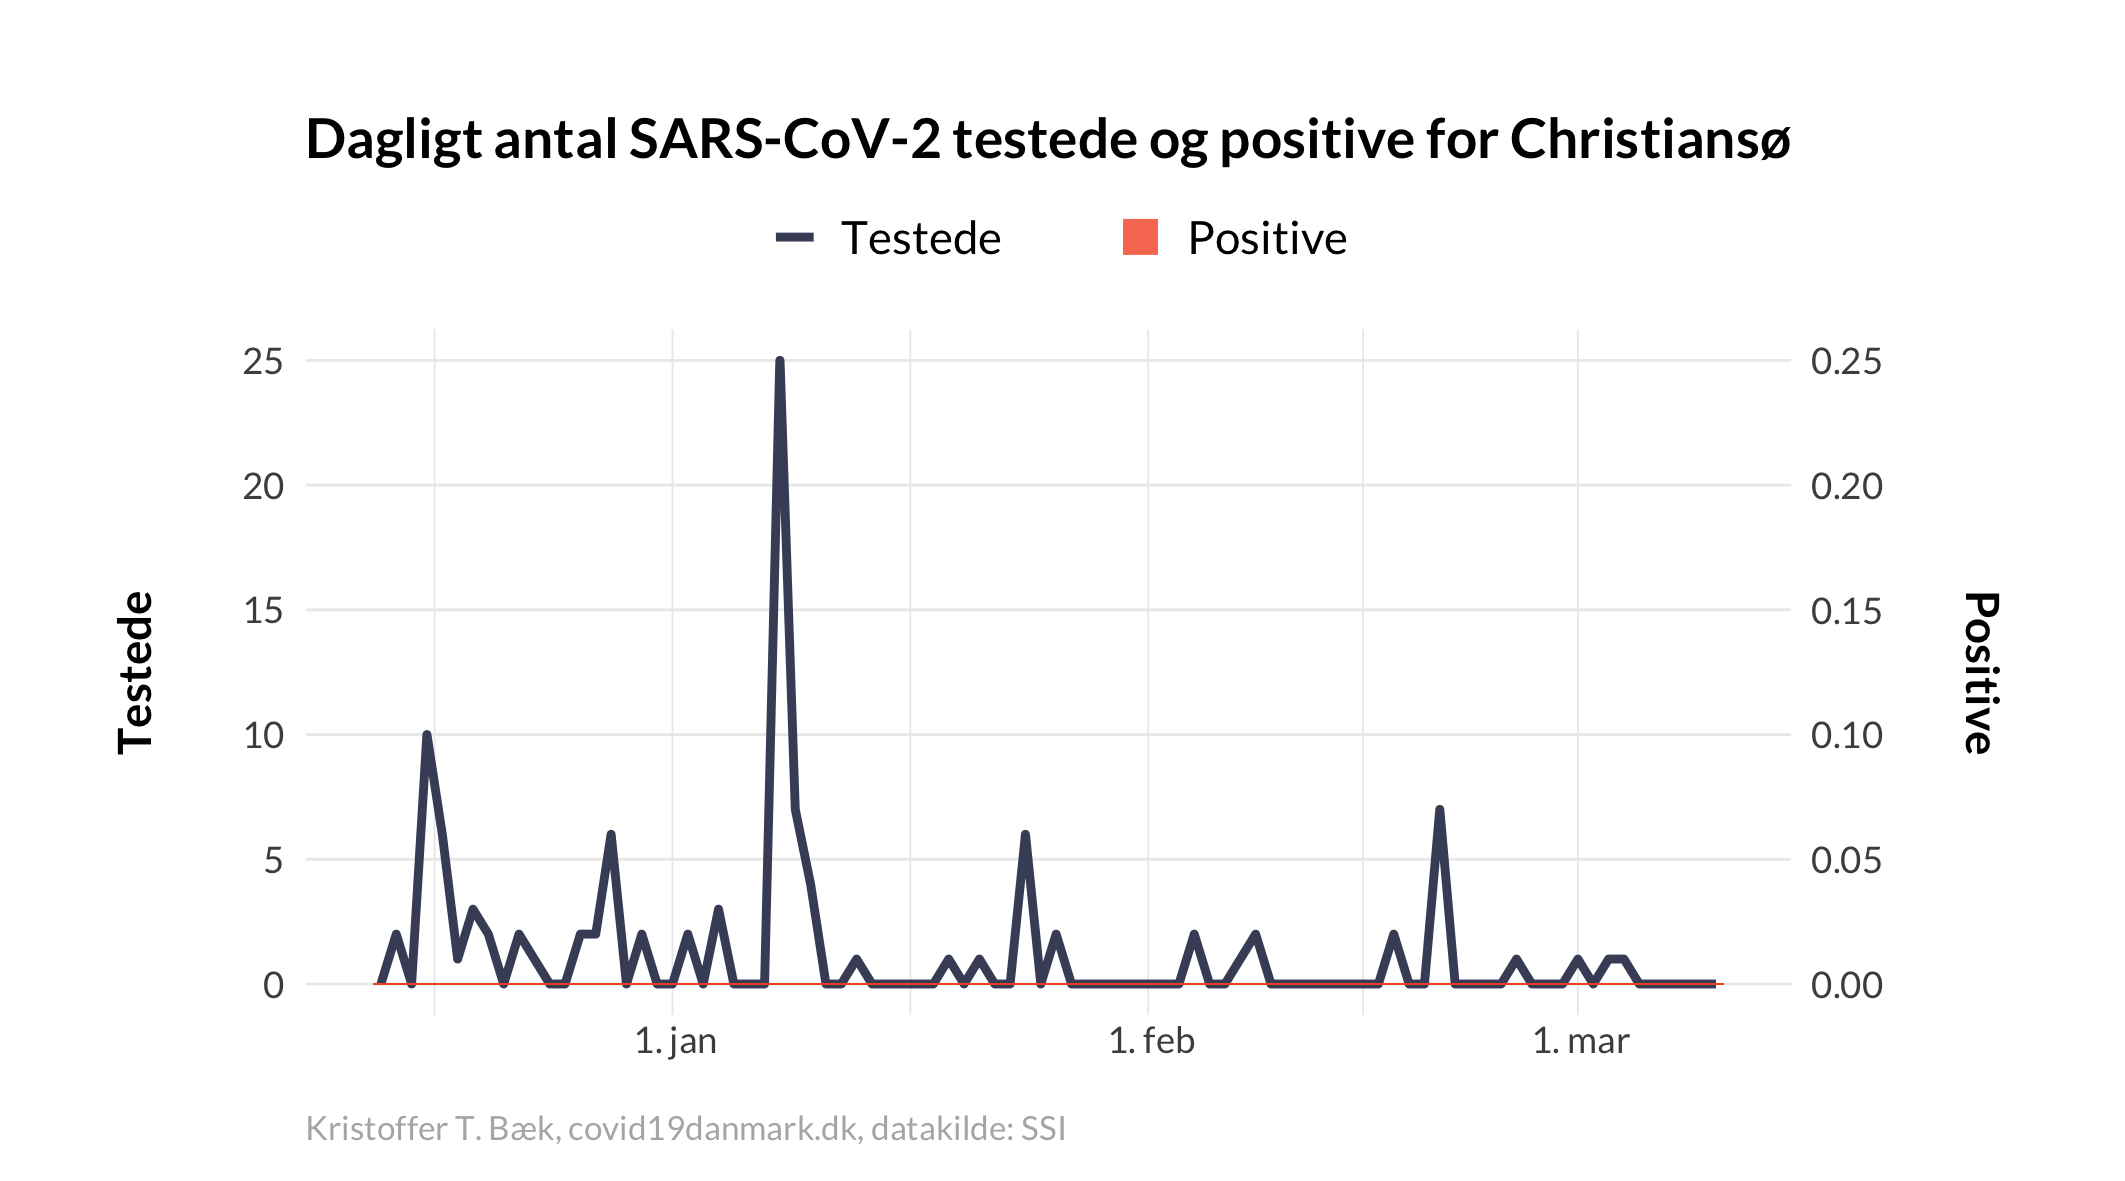 Dagligt antal SARS-CoV-2 testede og positive for Christiansø
Testede
Positive
25
20
15
10
5
0
Testede
0.25
0.20
0.15
0.10
0.05
0.00
Positive
1. jan
1. feb
1. mar
Kristoffer T. Bæk, covid19danmark.dk, datakilde: SSI